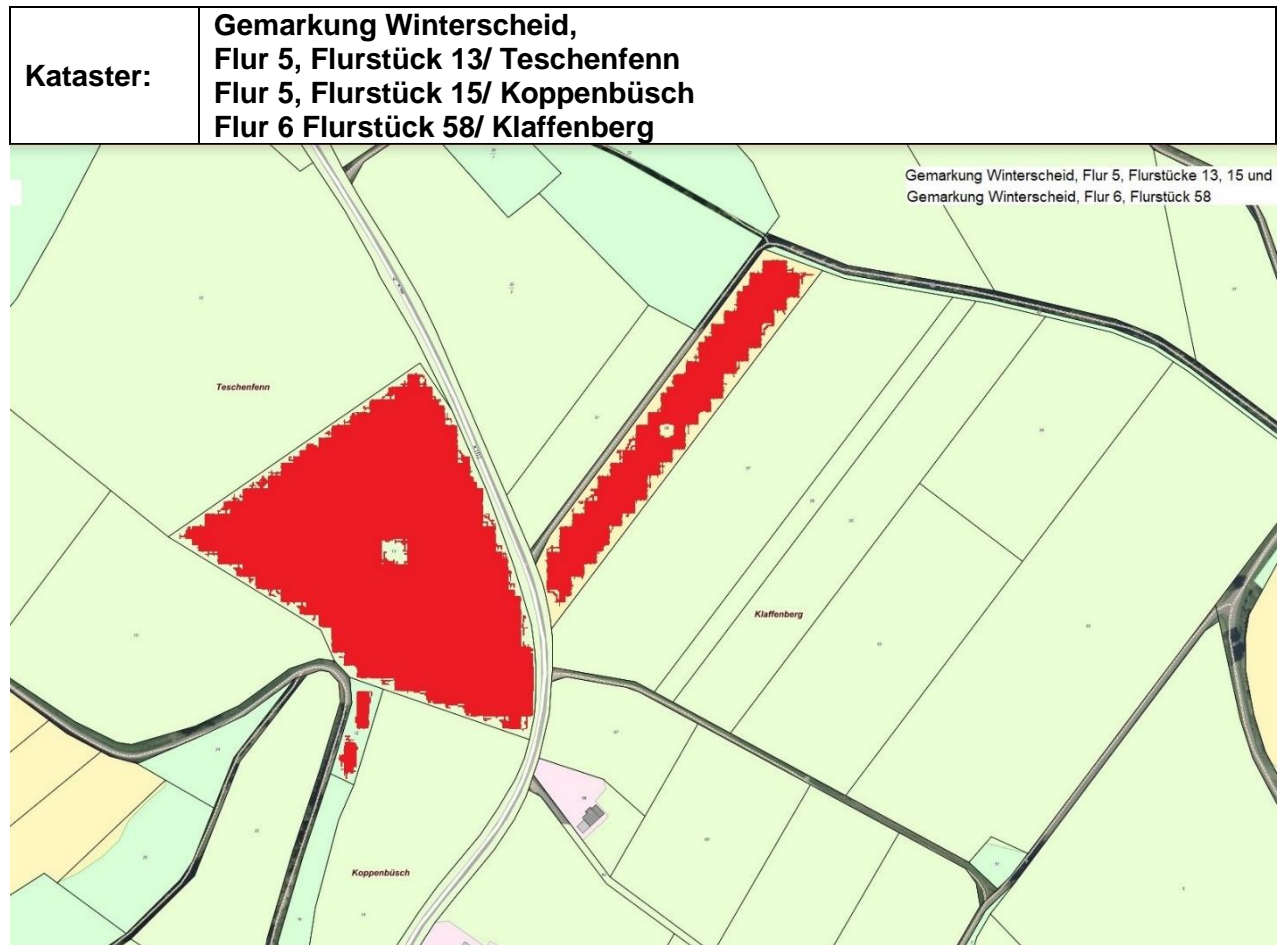 Kataster:
Gemarkung Winterscheid,
Flur 5, Flurstück 13/ Teschenfenn
Flur 5, Flurstück 15/ Koppenbüsch
Flur 6 Flurstück 58/ Klaffenberg
Gemarkung Winterscheid, Flur 5, Flurstücke 13, 15 und
Gemarkung Winterscheid, Flur 6, Flurstück 58
Teschenfenn
Klaffenberg
Koppenbüsch